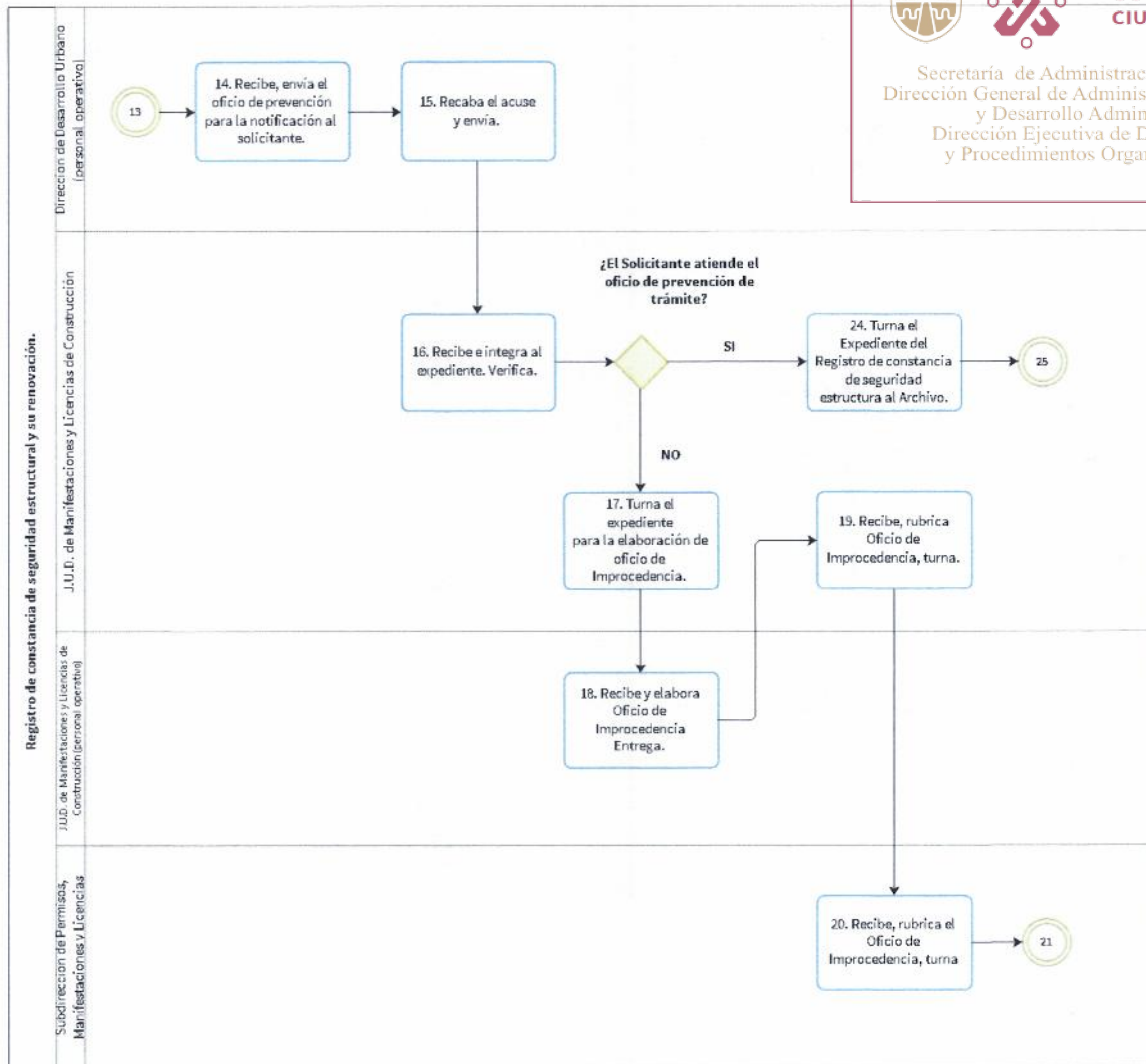 CIU
Secretaría de Administrac
Dirección General de Adminis
y Desarrollo Admin
Dirección Ejecutiva de D
y Procedimientos Orga
Registro de constancia de seguridad estructural y su renovación.
Direccion de Desarrollo Urbano
(personal operativo)
13
14. Recibe, envía el
oficio de prevención
para la notificación al
solicitante.
15. Recaba el acuse
y envía.
J.U.D. de Manifestaciones y Licencias de Construcción
16. Recibe e integra al
expediente. Verifica.
¿El Solicitante atiende el
oficio de prevención de
trámite?
SI
24. Turna el
Expediente del
Registro de constancia
de seguridad
estructura al Archivo.
25
NO
17. Turna el
expediente
para la elaboración de
oficio de
Improcedencia.
19. Recibe, rubrica
Oficio de
Improcedencia, turna.
J.U.D. de Manifestaciones y Licencias de
Construcción (personal operativo)
18. Recibe y elabora
Oficio de
Improcedencia
Entrega.
Subdireccion de Permisos,
Manifestaciones y Licencias
20. Recibe, rubrica el
Oficio de
Improcedencia, turna
21